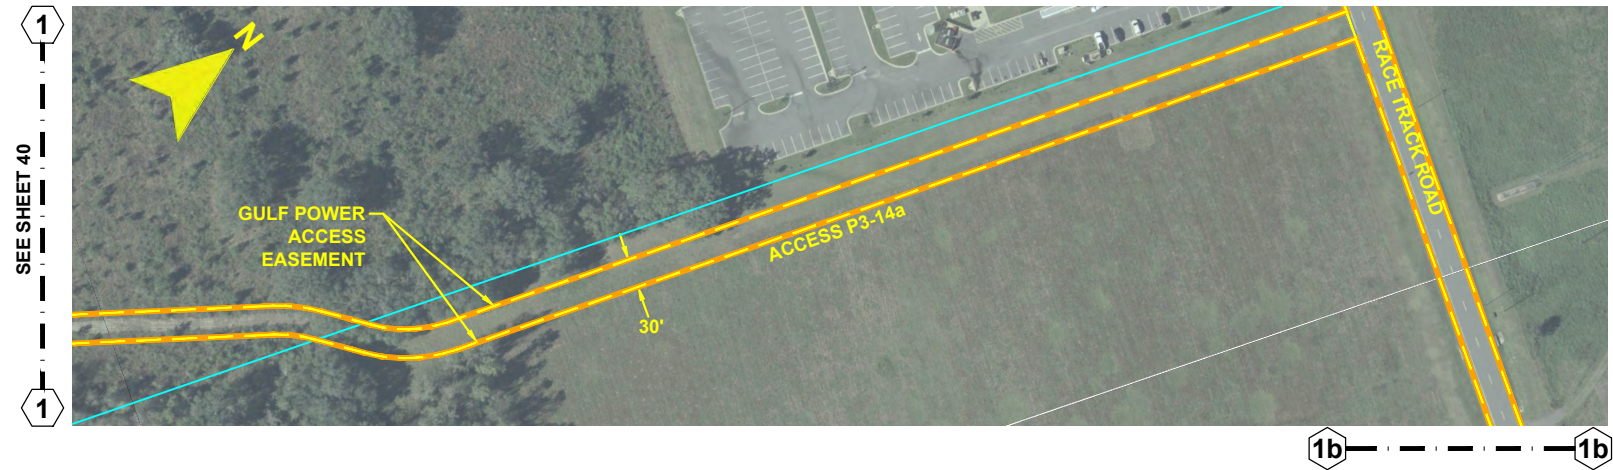 1
N
SEE SHEET 40
RACE TRACK ROAD
GULF POWER
ACCESS
EASEMENT
ACCESS P3-14a
30'
1
1b
1b